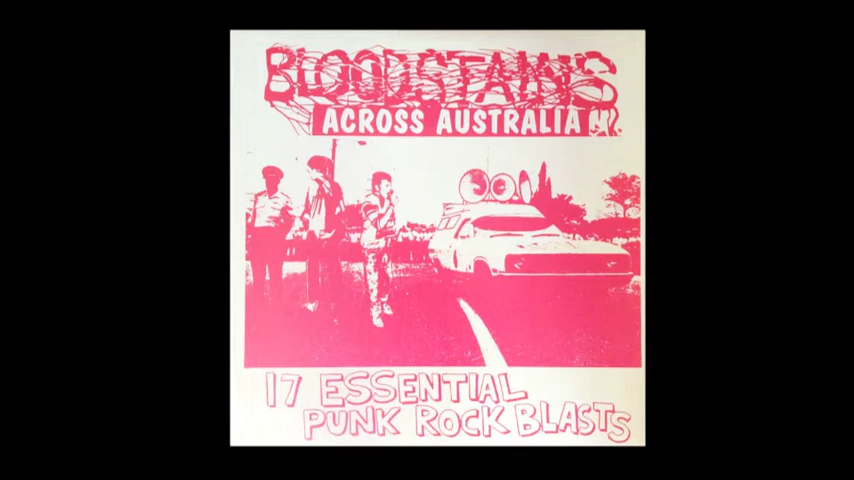 BLOODSTAINS
ACROSS AUSTRALIA
17 ESSENTIAL
PUNK ROCK BLASTS